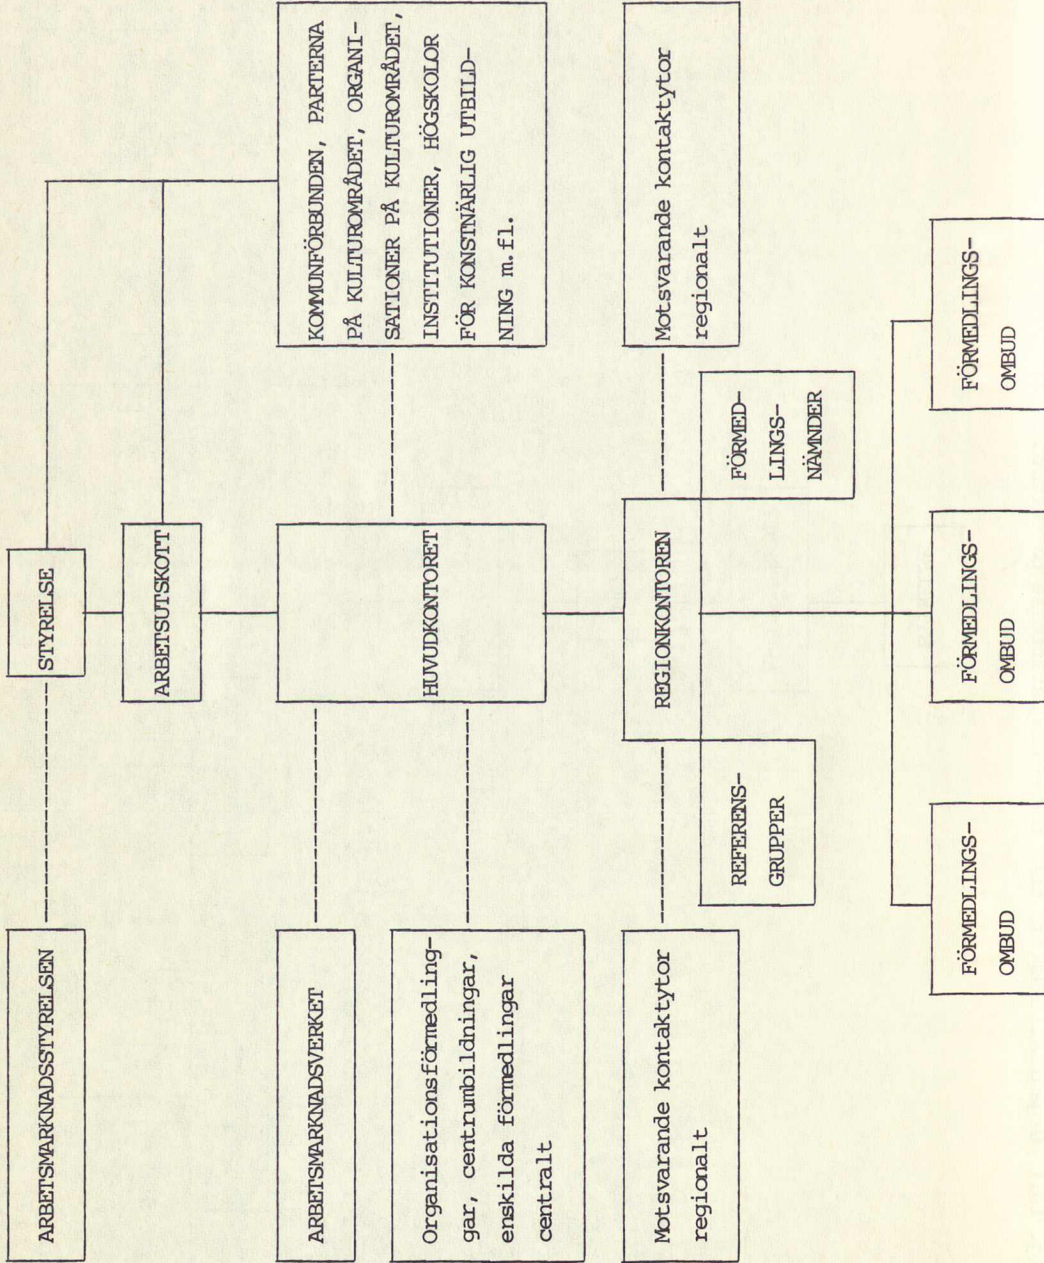 ARBETSMARKNADSSTYRELSEN
STYRELSE
ARBETSUTSKOTT
ARBETSMARKNADSVERKET
HUVUDKONTORET
KOMMUNFÖRBUNDEN, PARTERNA
PÅ KULTUROMRÅDET, ORGANI-
SATIONER PÅ KULTUROMRÅDET,
INSTITUTIONER, HÖGSKOLOR
FÖR KONSTNÄRLIG UTBILD-
NING m.fl.
Organisationsförmedling-
gar, centrumbildningar,
enskilda förmedlingar
centralt
Motsvarande kontaktytor
regionalt
REGIONKONTOREN
Motsvarande kontaktytor
regionalt
REFERENS-
GRUPPER
FÖRMED-
LINGS-
NÄMNDER
FÖRMEDLINGS-
OMBUD
FÖRMEDLINGS-
OMBUD
FÖRMEDLINGS-
OMBUD